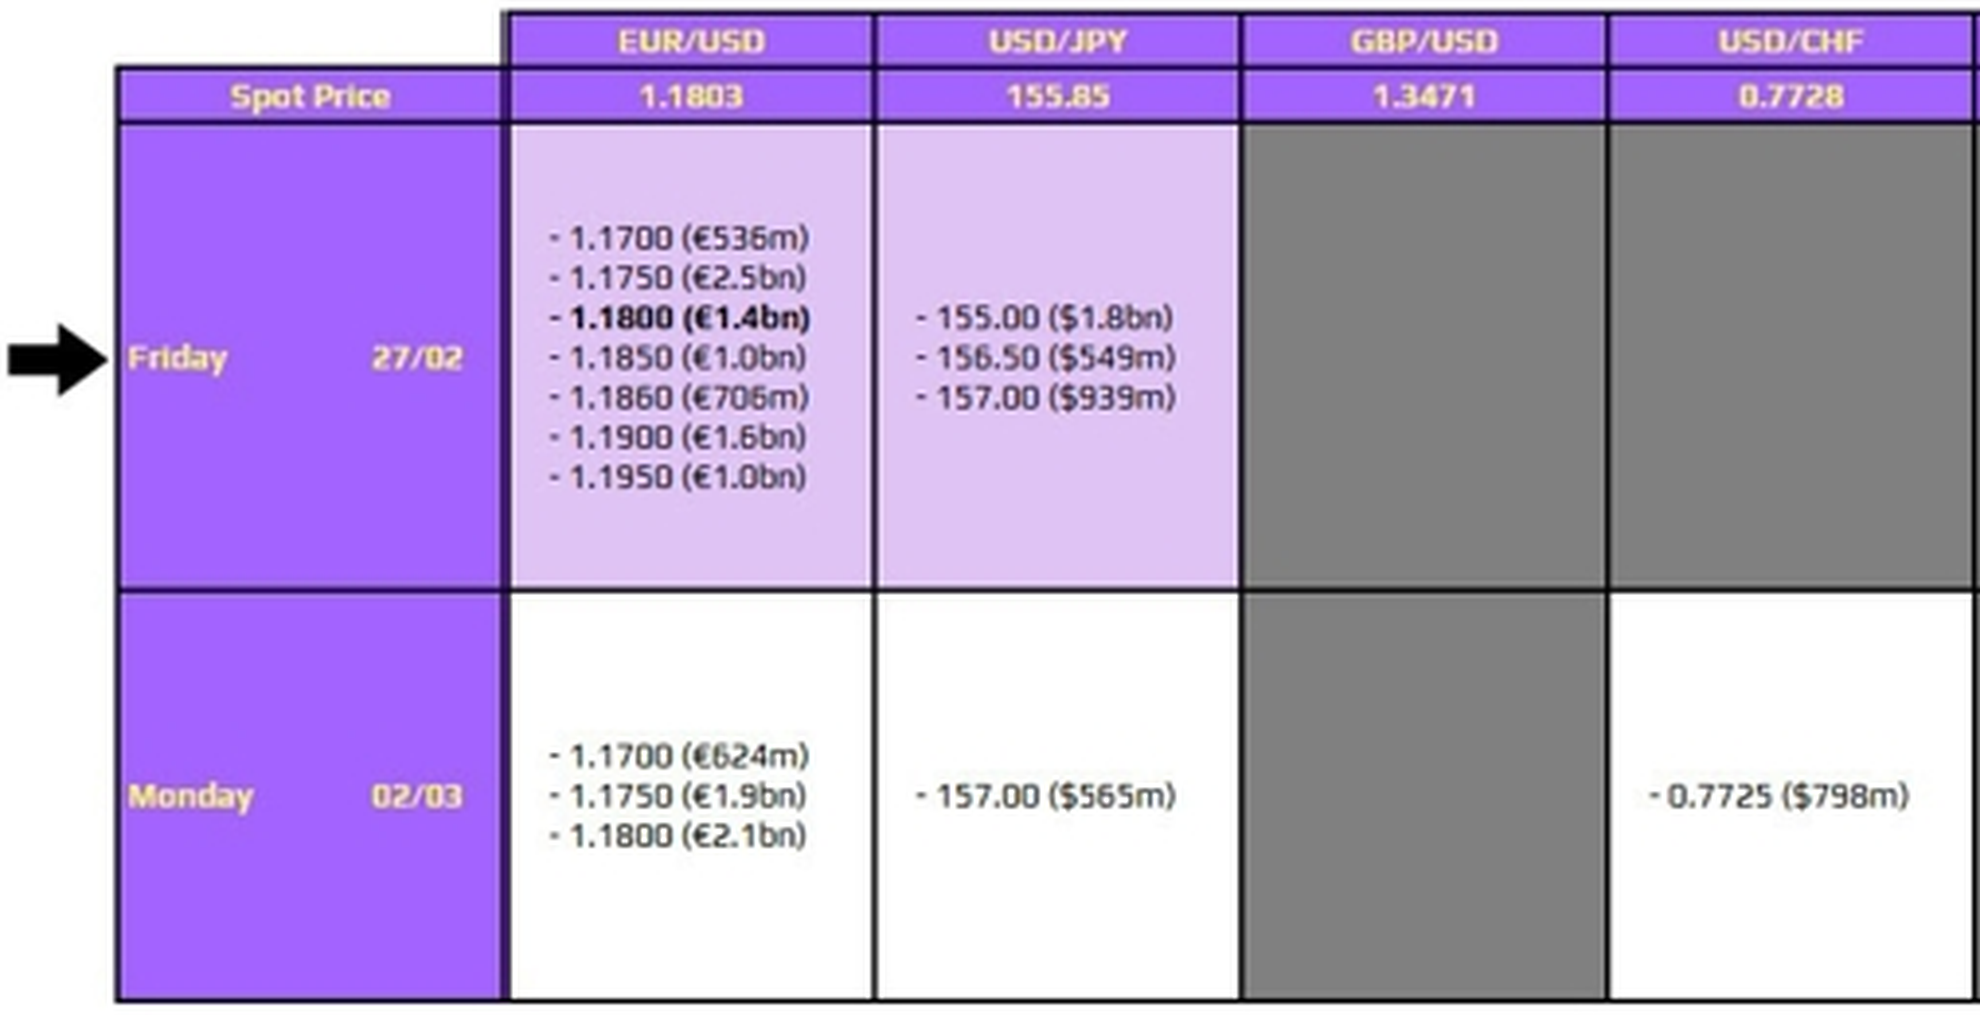 EUR/USD USD/JPY GBP/USD USD/CHF
Spot Price 1.1803 155.85 1.3471 0.7728
Friday 27/02
- 1.1700 (€536m)
- 1.1750 (€2.5bn)
- 1.1800 (€1.4bn)
- 1.1850 (€1.0bn)
- 1.1860 (€706m)
- 1.1900 (€1.6bn)
- 1.1950 (€1.0bn)
- 155.00 ($1.8bn)
- 156.50 ($549m)
- 157.00 ($939m)
Monday 02/03
- 1.1700 (€624m)
- 1.1750 (€1.9bn)
- 1.1800 (€2.1bn)
- 157.00 ($565m)
- 0.7725 ($798m)